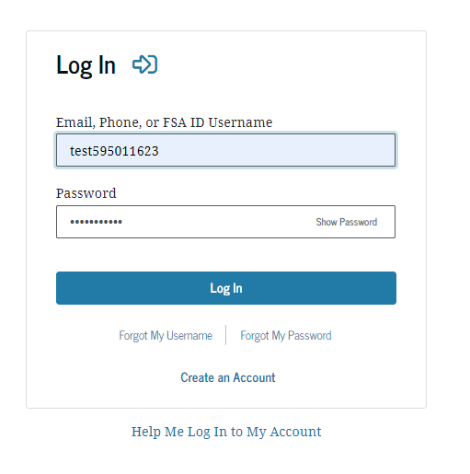 Log In
Email, Phone, or FSA ID Username
test595011623
Password
•••••••••••
Show Password
Log In
Forgot My Username
Forgot My Password
Create an Account
Help Me Log In to My Account